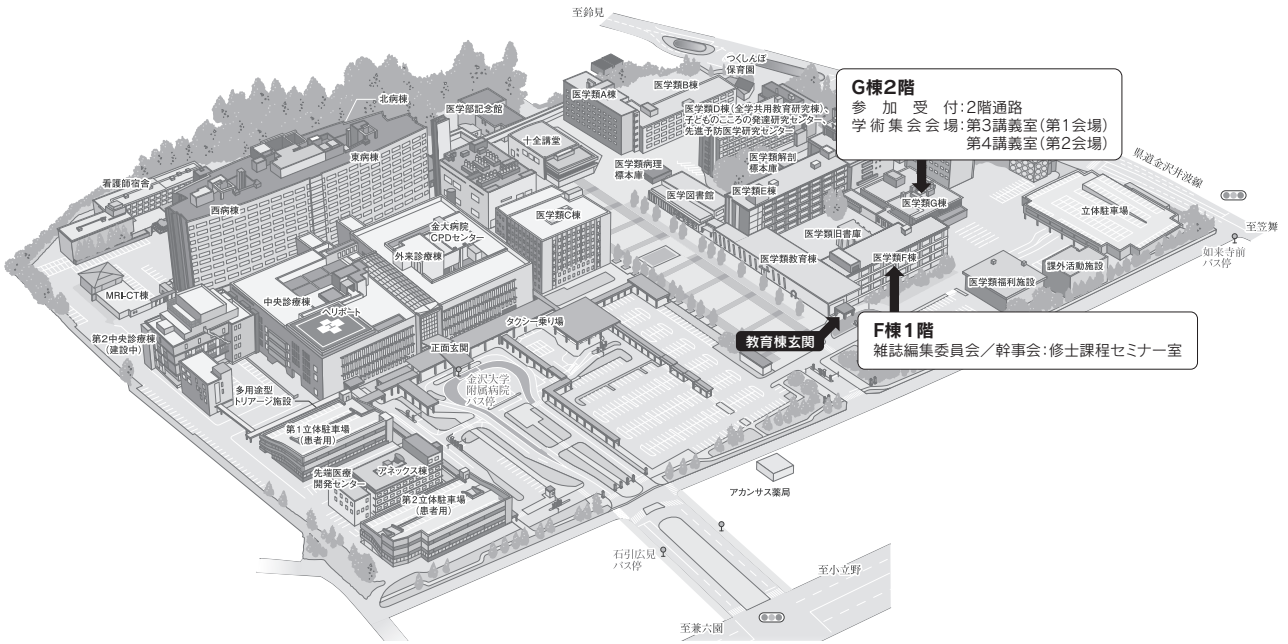 至鈴見
つくしんぼ
保育園
G棟2階
参加受付:2階通路
学術集会会場:第3講義室(第1会場)
第4講義室(第2会場)
北病棟
医学部記念館
医学類A棟
医学類B棟
医学類D棟(全学共用教育研究棟)、
子どものこころの発達研究センター、
先進予防医学研究センター
十全講堂
東病棟
医学類病理
標本庫
医学類解剖
標本庫
県道金沢井波線
看護師宿舎
医学図書館
医学類E棟
医学類G棟
立体駐車場
西病棟
金大病院
CPDセンター
医学類C棟
至笠舞
外来診療棟
医学類旧書庫
如来寺前
バス停
医学類教育棟
医学類F棟
課外活動施設
医学類福利施設
MRI-CT棟
中央診療棟
ヘリポート
タクシー乗り場
第2中央診療棟
(建設中)
正面玄関
教育棟玄関
F棟1階
雑誌編集委員会/幹事会:修士課程セミナー室
金沢大学
附属病院
バス停
多用途型
トリアージ施設
第1立体駐車場
(患者用)
先端医療
開発センター
アネックス棟
第2立体駐車場
(患者用)
アカンサス薬局
石引広見
バス停
至小立野
至兼六園